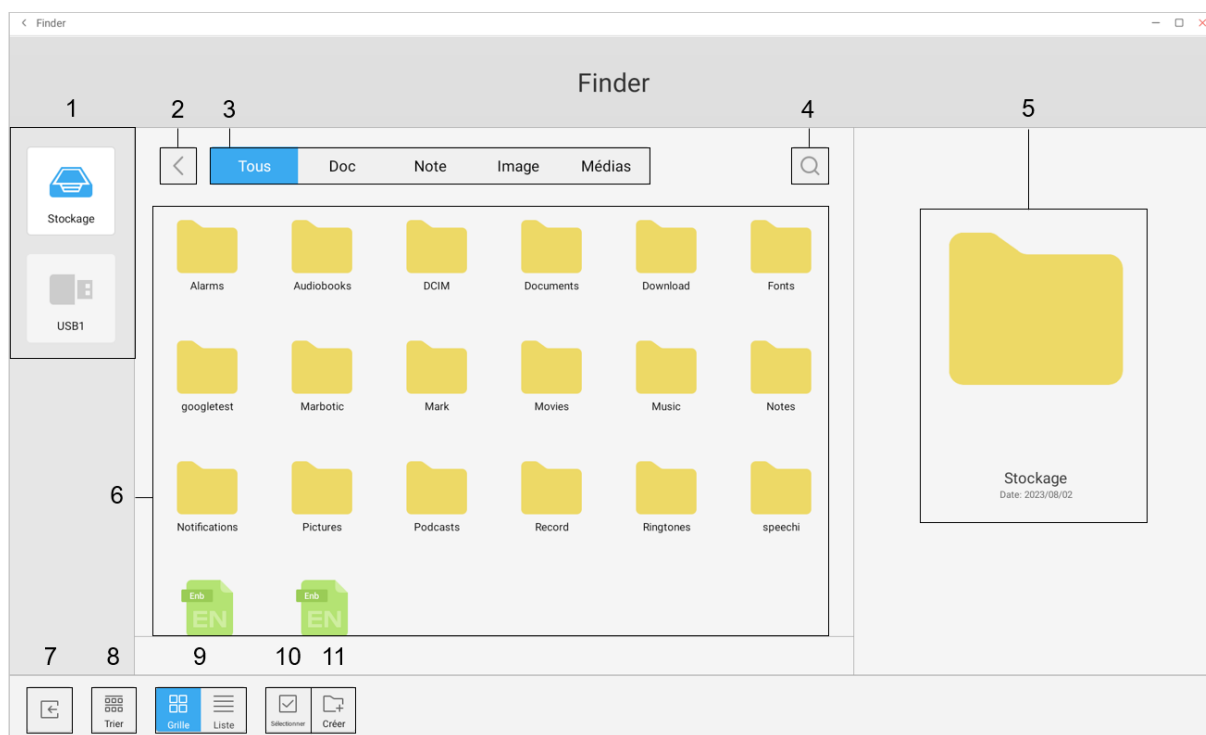 Finder
Finder
1 2 3 4 5
Tous Doc Note Image Médias
Stockage
USB1
Alarms Audiobooks DCIM Documents Download Fonts
googletest Marbotic Mark Movies Music Notes
6
Notifications Pictures Podcasts Record Ringtones speechi
Enb Enb
EN EN
Stockage
Date: 2023/08/02
7 8 9 10 11
Trier Grille Liste Sélectionner Créer